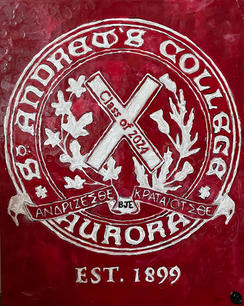 St. ANDREW'S COLLEGE
Class of 2024
ΑΝΔΡΙΖΕΣΘΕ ΚΡΑΤΑΙΟΥΣΘΕ
BJE
AURORA
EST. 1899